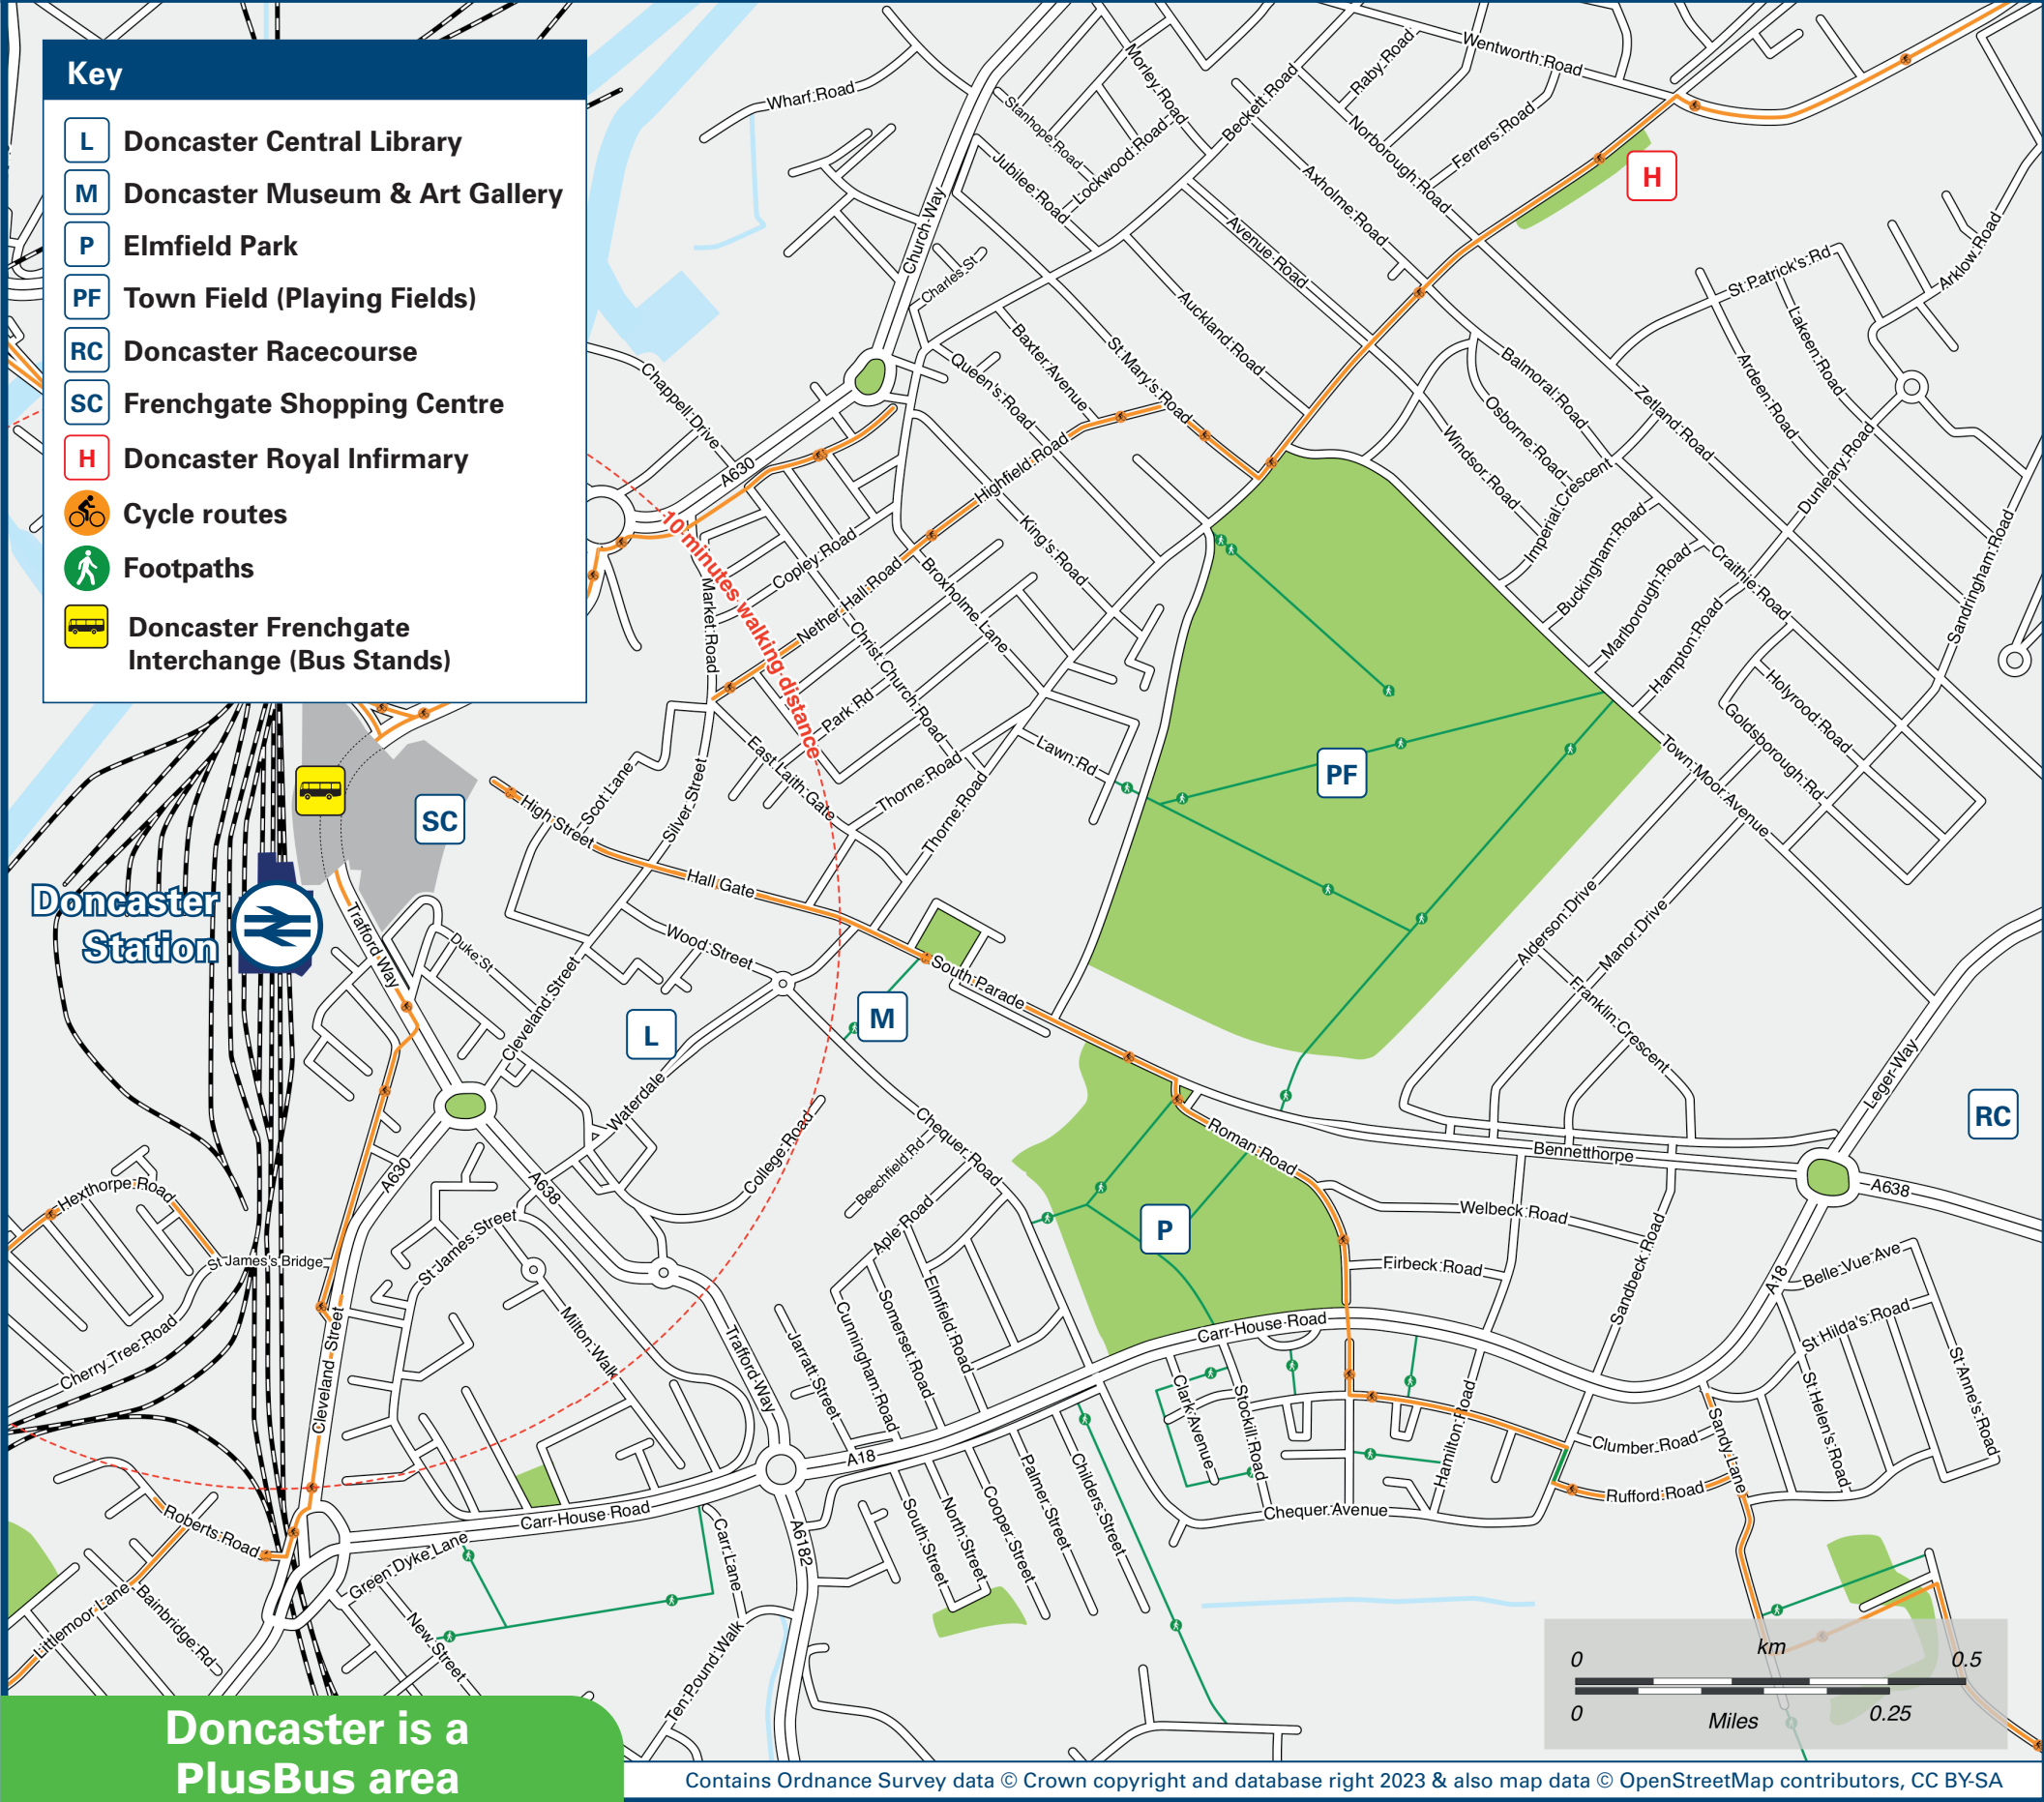 Key
L Doncaster Central Library
M Doncaster Museum & Art Gallery
P Elmfield Park
PF Town Field (Playing Fields)
RC Doncaster Racecourse
SC Frenchgate Shopping Centre
H Doncaster Royal Infirmary
Cycle routes
Footpaths
Doncaster Frenchgate
Interchange (Bus Stands)
Wharf Road
Church Way
Charles St
Stanhope Road
Morley Road
Lockwood Road
Jubilee Road
Beckett Road
Raby Road
Wentworth Road
Norborough Road
Ferrers Road
Axholme Road
Avenue Road
H
Arklow Road
St Patrick's Rd
Lakeen Road
Ardeen Road
Dunleary Road
Zetland Road
Balmoral Road
Osborne Road
Windsor Road
Imperial Crescent
Buckingham Road
Marlborough Road
Craithie Road
Hampton Road
Sandringham Road
Holyrood Road
Goldsborough Rd
Town Moor Avenue
Auckland Road
St Mary's Road
Baxter Avenue
Queen's Road
Highfield Road
King's Road
Chappell Drive
A630
10 minutes walking distance
Copley Road
Market Road
Nether Hall Road
Broxholme Lane
Christ Church Road
Park Rd
East Laith Gate
Thorne Road
Thorne Road
Lawn Rd
PF
Scot Lane
Silver Street
High Street
Hall Gate
SC
Doncaster
Station
Trafford Way
Duke St
Cleveland Street
Wood Street
South Parade
L
M
Waterdale
Alderson Drive
Manor Drive
Franklin Crescent
Leger Way
RC
Bennetthorpe
A638
Roman Road
Chequer Road
College Road
Beechfield Rd
Aple Road
P
Welbeck Road
Firbeck Road
Sandbeck Road
A18
Belle Vue Ave
St Hilda's Road
St Anne's Road
St Helen's Road
Sandy Lane
Clumber Road
Rufford Road
Hamilton Road
Chequer Avenue
Stockill Road
Clark Avenue
Carr House Road
Hexthorpe Road
St James's Bridge
Cherry Tree Road
Cleveland Street
A630
A638
St James Street
Milton Walk
Trafford Way
Jarratt Street
Cunningham Road
Somerset Road
Elmfield Road
A18
Carr House Road
Roberts Road
Green Dyke Lane
Littlemoor Lane
Bainbridge Rd
New Street
Carr Lane
A6182
Ten Pound Walk
South Street
North Street
Cooper Street
Palmer Street
Childers Street
km
0 0.5
0 Miles 0.25
Doncaster is a
PlusBus area
Contains Ordnance Survey data © Crown copyright and database right 2023 & also map data © OpenStreetMap contributors, CC BY-SA